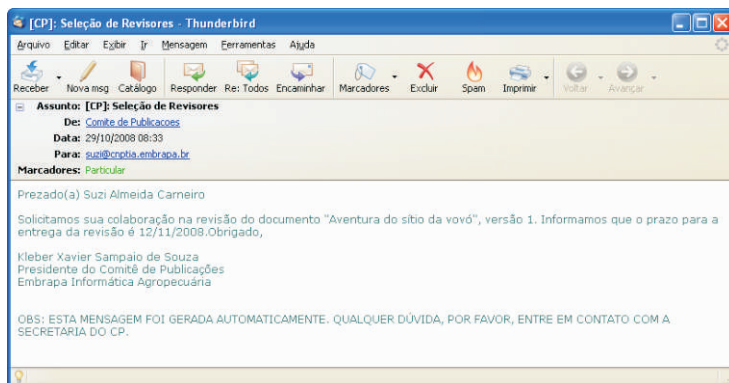 [CP]: Seleção de Revisores - Thunderbird
Arquivo Editar Exibir Ir Mensagem Ferramentas Ajuda
Receber Nova msg Catálogo Responder Re: Todos Encaminhar Marcadores Excluir Spam Imprimir Voltar Avançar
Assunto: [CP]: Seleção de Revisores
De: Comite de Publicacoes
Data: 29/10/2008 08:33
Para: suzi@cnptia.embrapa.br
Marcadores: Particular
Prezado(a) Suzi Almeida Carneiro
Solicitamos sua colaboração na revisão do documento "Aventura do sítio da vovó", versão 1. Informamos que o prazo para a
entrega da revisão é 12/11/2008.Obrigado,
Kleber Xavier Sampaio de Souza
Presidente do Comitê de Publicações
Embrapa Informática Agropecuária
OBS: ESTA MENSAGEM FOI GERADA AUTOMATICAMENTE. QUALQUER DÚVIDA, POR FAVOR, ENTRE EM CONTATO COM A
SECRETARIA DO CP.